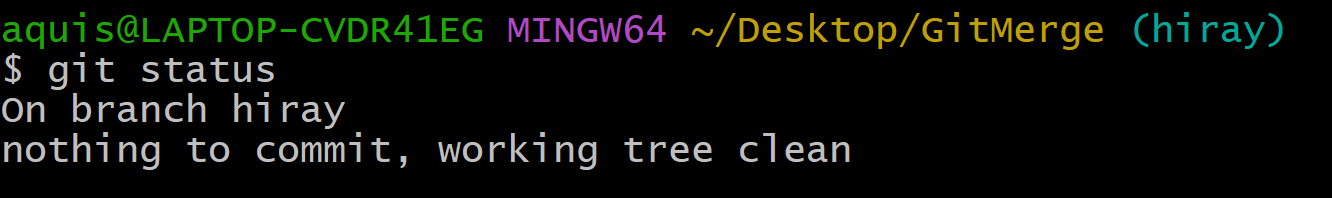 aquis@LAPTOP-CVDR41EG MINGW64 ~/Desktop/GitMerge (hiray)
$ git status
On branch hiray
nothing to commit, working tree clean